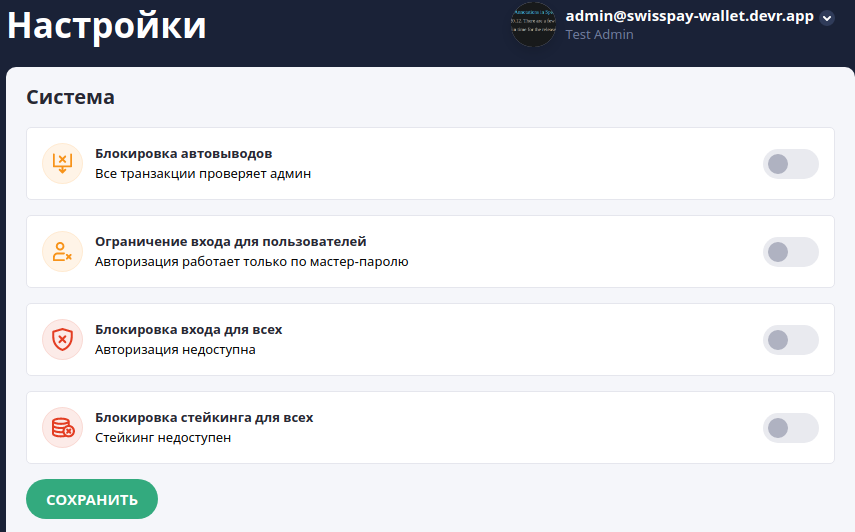 Настройки
admin@swisspay-wallet.devr.app
Test Admin
Система
Блокировка автовыводов
Все транзакции проверяет админ
Ограничение входа для пользователей
Авторизация работает только по мастер-паролю
Блокировка входа для всех
Авторизация недоступна
Блокировка стейкинга для всех
Стейкинг недоступен
СОХРАНИТЬ